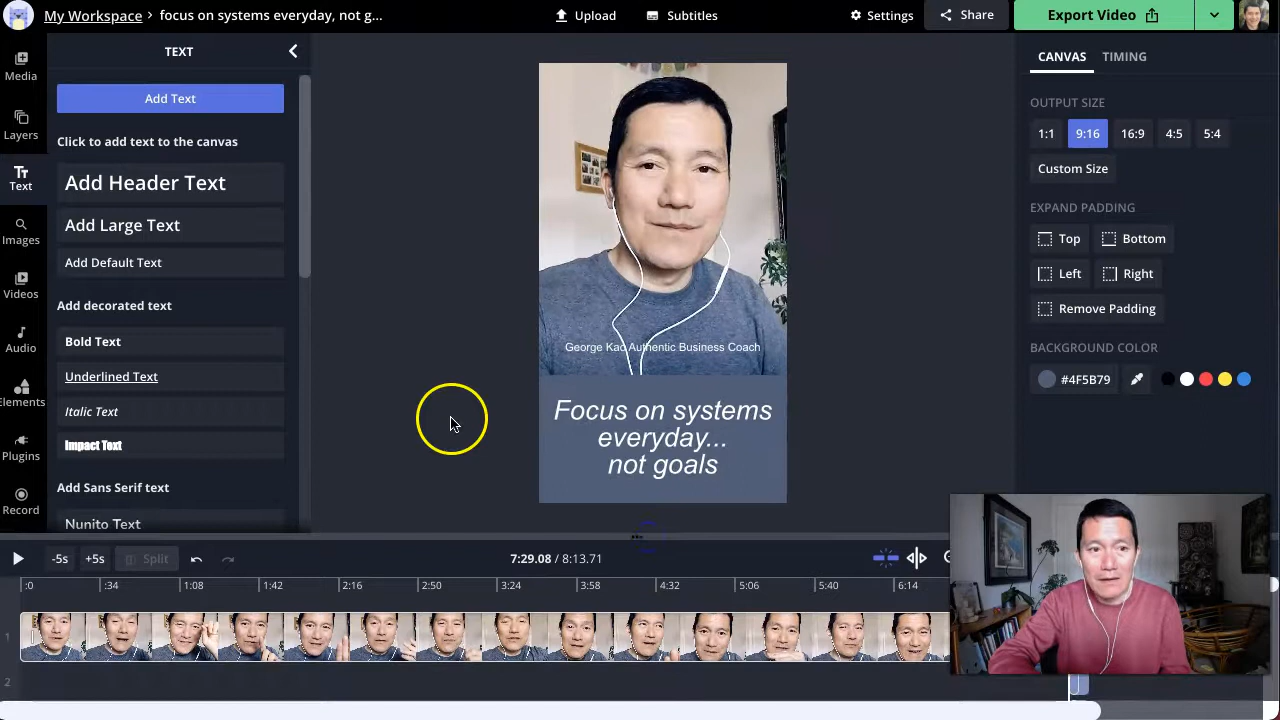 My Workspace > focus on systems everyday, not g...
Upload
Subtitles
Settings
Share
Export Video
Media
Layers
Text
Images
Videos
Audio
Elements
Plugins
Record
TEXT
Add Text
Click to add text to the canvas
Add Header Text
Add Large Text
Add Default Text
Add decorated text
Bold Text
Underlined Text
Italic Text
Impact Text
Add Sans Serif text
Nunito Text
George Kao Authentic Business Coach
Focus on systems
everyday...
not goals
CANVAS TIMING
OUTPUT SIZE
1:1 9:16 16:9 4:5 5:4
Custom Size
EXPAND PADDING
Top Bottom
Left Right
Remove Padding
BACKGROUND COLOR
#4F5B79
-5s +5s Split
7:29.08 / 8:13.71
:0 :34 1:08 1:42 2:16 2:50 3:24 3:58 4:32 5:06 5:40 6:14
1
2